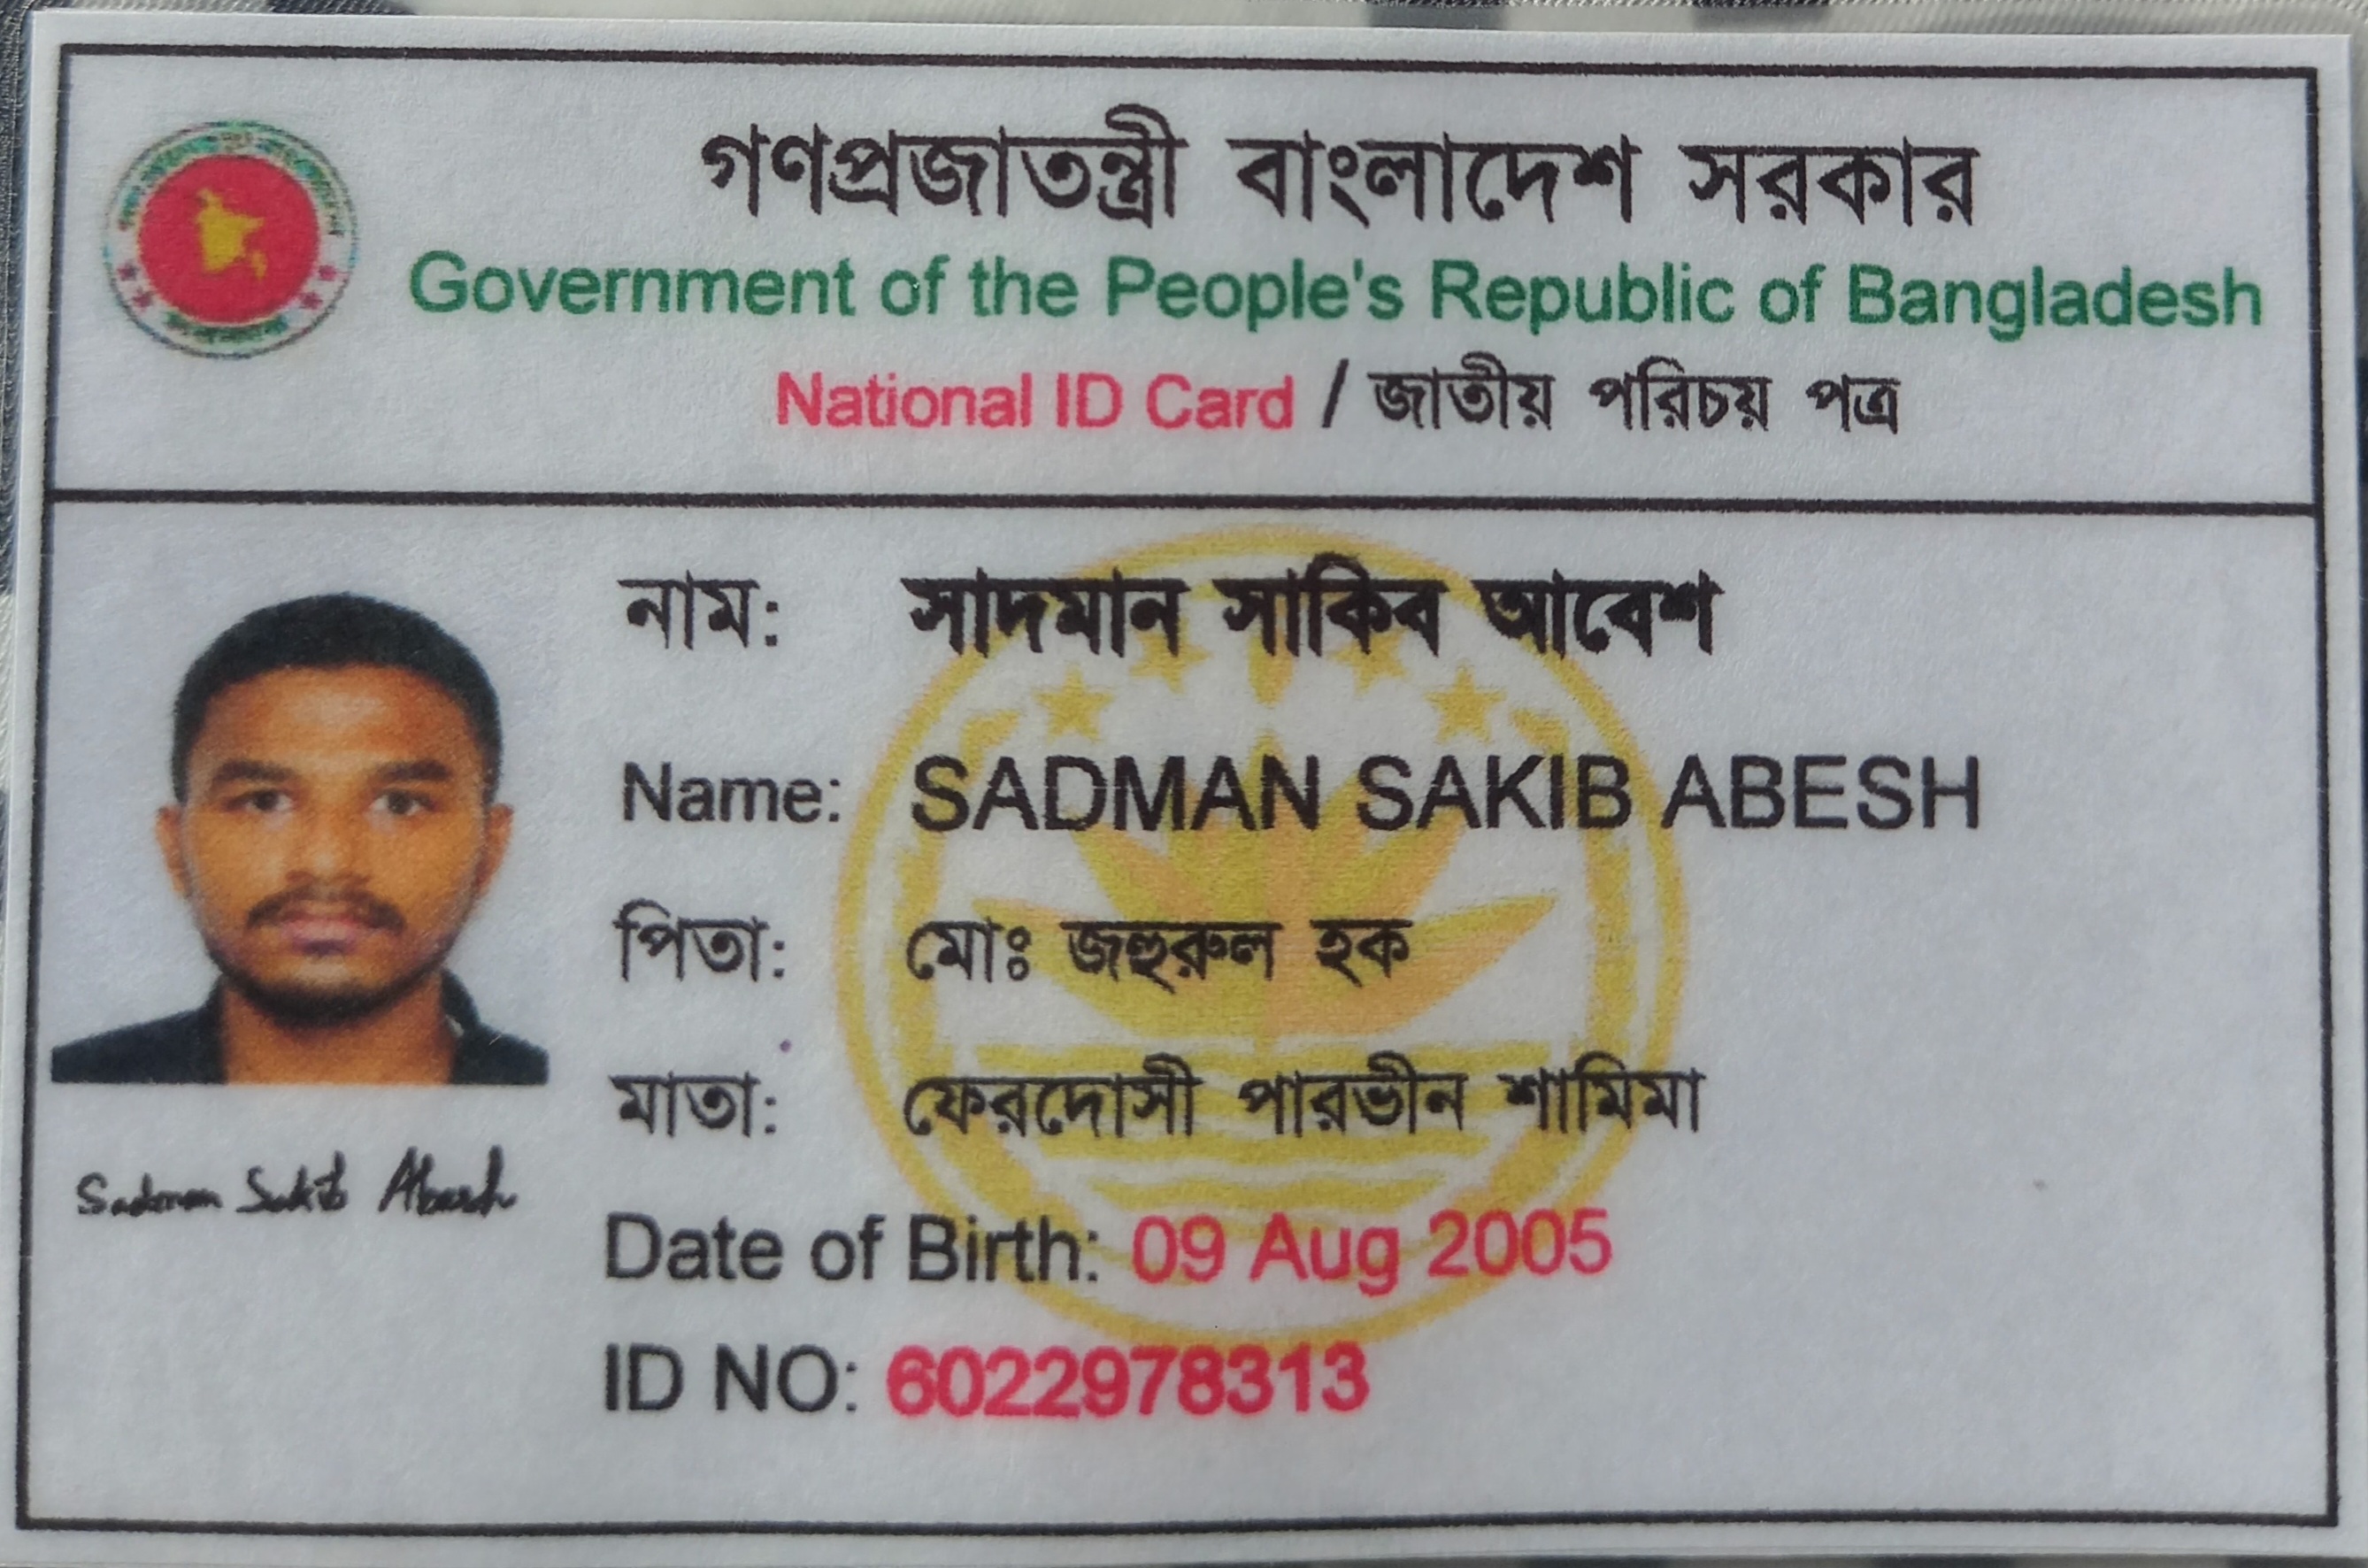 গণপ্রজাতন্ত্রী বাংলাদেশ সরকার
Government of the People's Republic of Bangladesh
National ID Card / জাতীয় পরিচয় পত্র
নাম: সাদমান সাকিব আবেশ
Name: SADMAN SAKIB ABESH
পিতা: মোঃ জহুরুল হক
মাতা: ফেরদোসী পারভীন শামিমা
Sadman Sakib Abesh
Date of Birth: 09 Aug 2005
ID NO: 6022978313